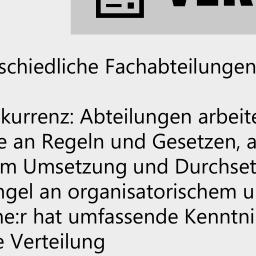 schiedliche Fachabteilungen
kurrenz: Abteilungen arbeite
e an Regeln und Gesetzen, a
m Umsetzung und Durchset
ngel an organisatorischem u
ne:r hat umfassende Kenntni
e Verteilung